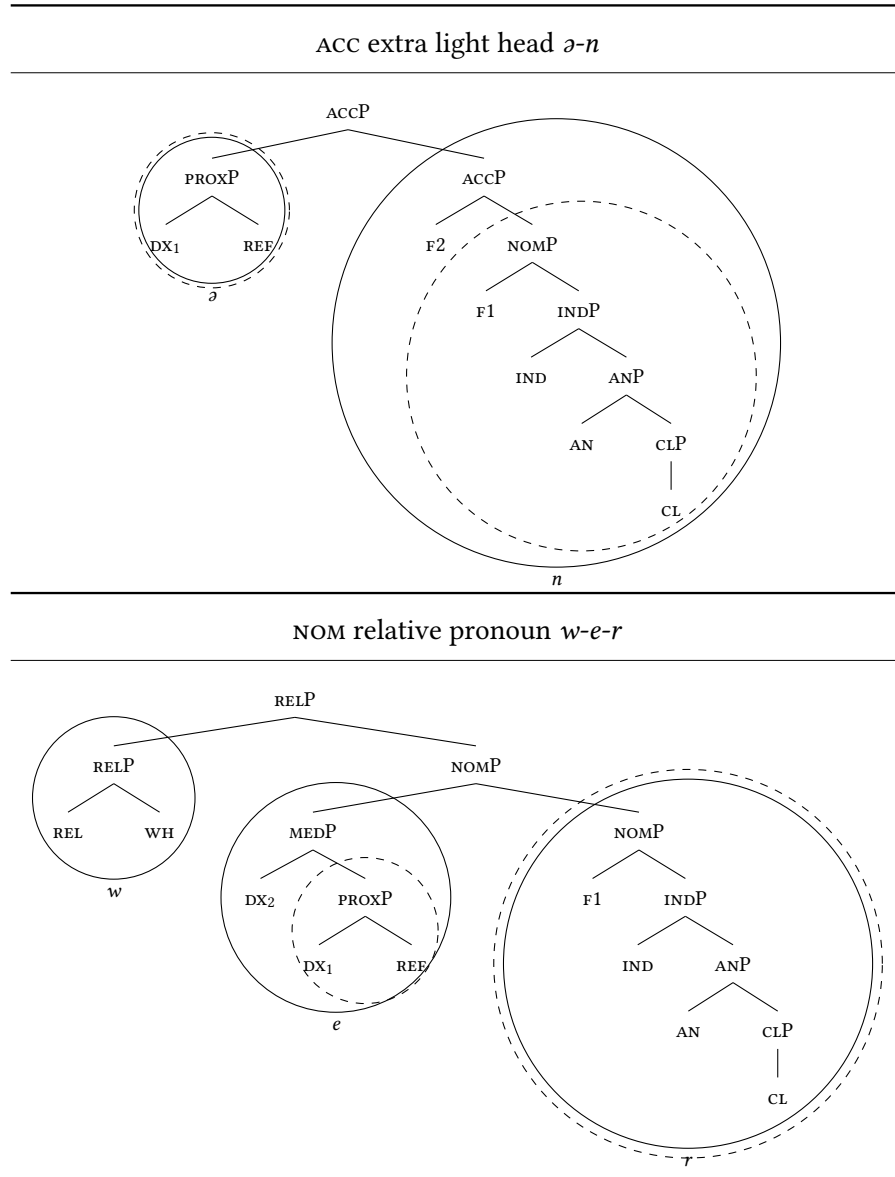 ACC extra light head ə-n
ACCP
PROXP ACCP
DX1 REF F2 NOMP
ə F1 INDP
IND ANP
AN CLP
CL
n
NOM relative pronoun w-e-r
RELP
RELP NOMP
REL WH MEDP NOMP
w DX2 PROXP F1 INDP
DX1 REF IND ANP
e AN CLP
CL
r